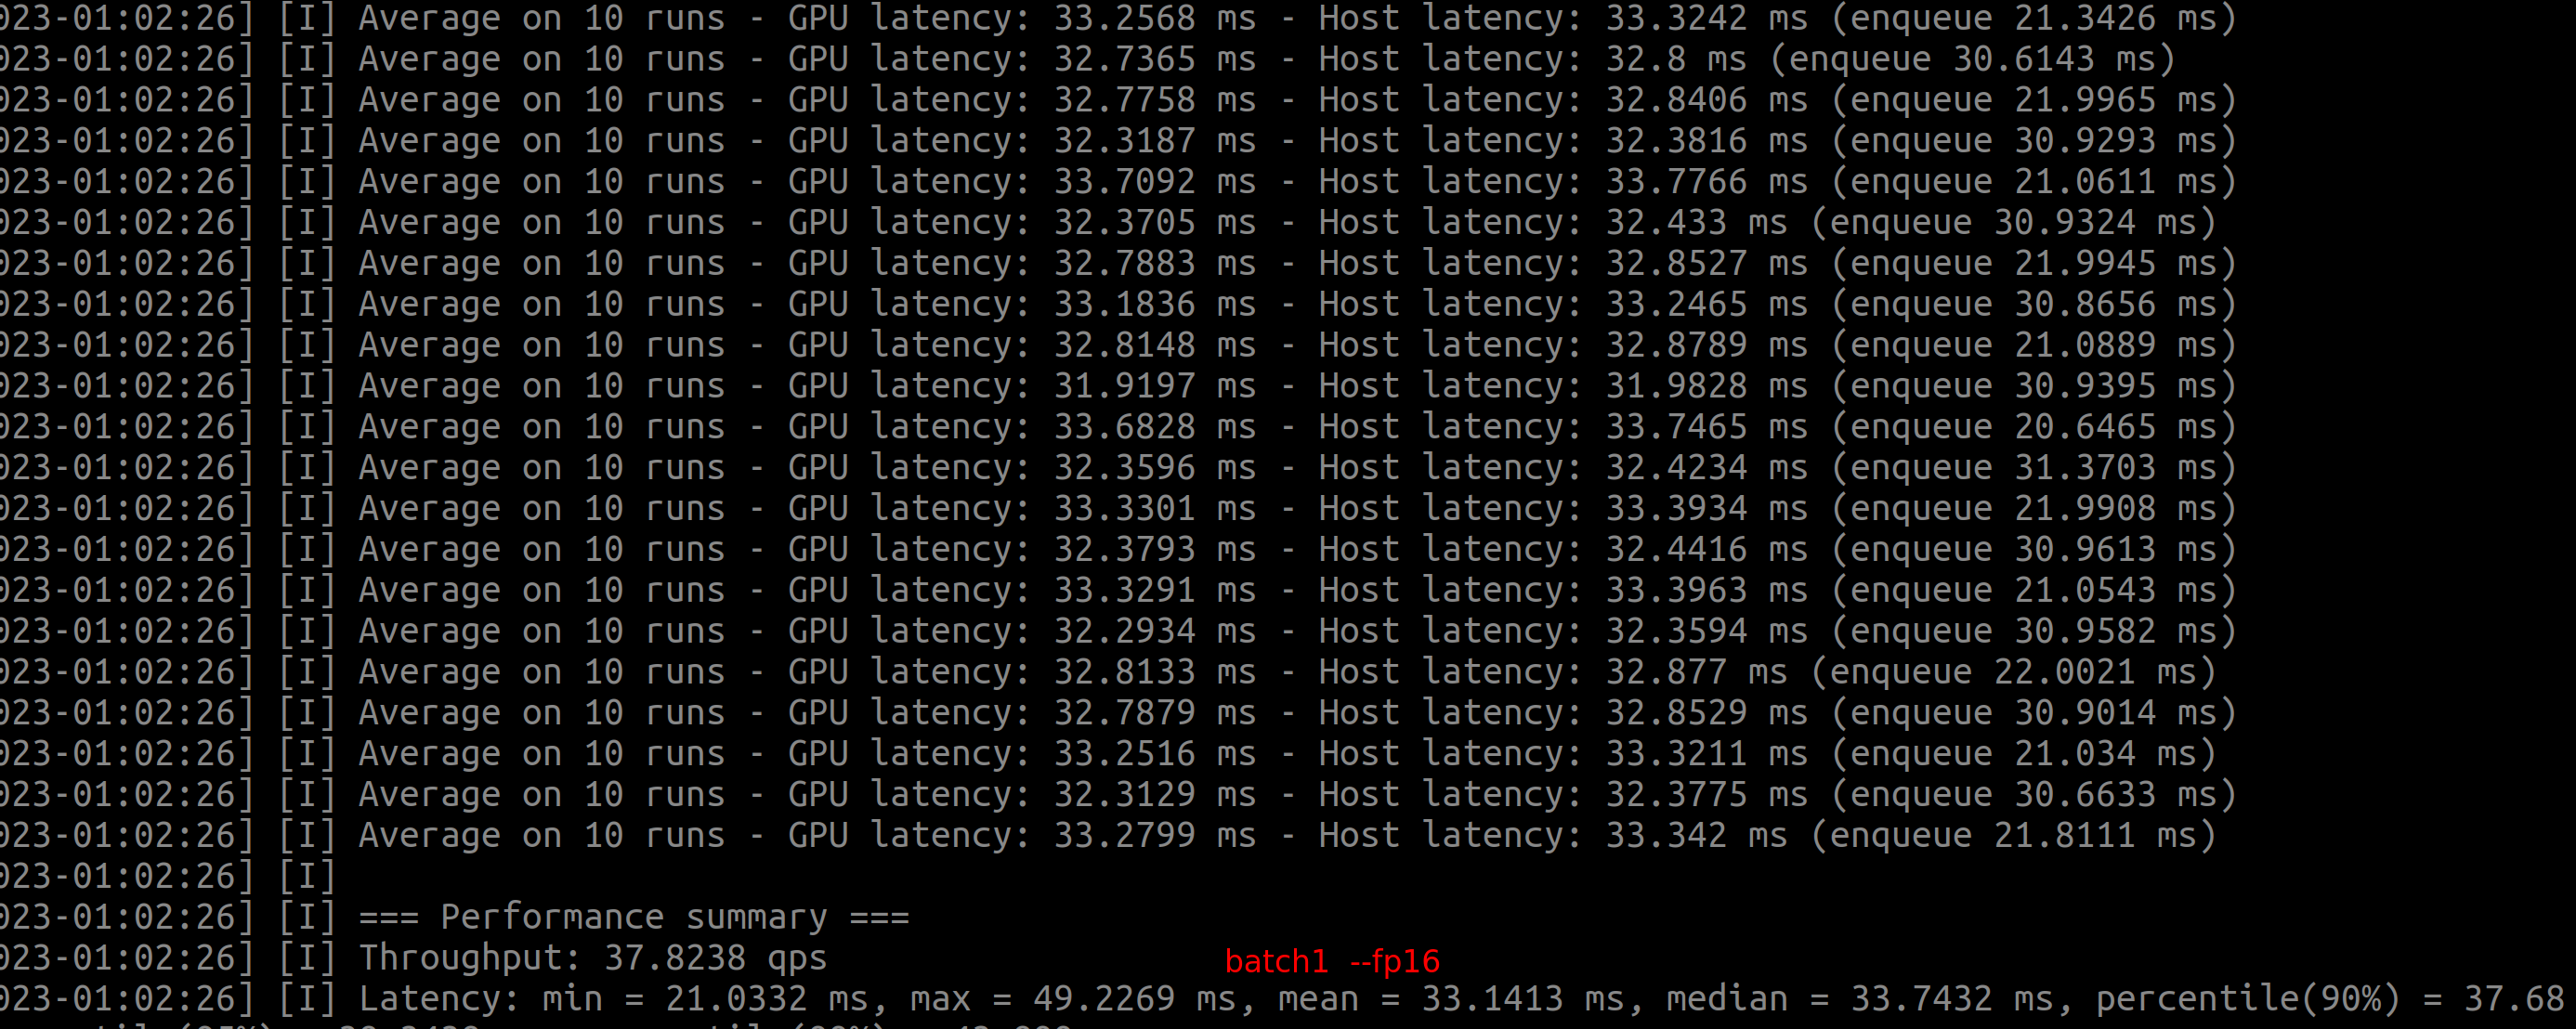 023-01:02:26] [I] Average on 10 runs - GPU latency: 33.2568 ms - Host latency: 33.3242 ms (enqueue 21.3426 ms)
023-01:02:26] [I] Average on 10 runs - GPU latency: 32.7365 ms - Host latency: 32.8 ms (enqueue 30.6143 ms)
023-01:02:26] [I] Average on 10 runs - GPU latency: 32.7758 ms - Host latency: 32.8406 ms (enqueue 21.9965 ms)
023-01:02:26] [I] Average on 10 runs - GPU latency: 32.3187 ms - Host latency: 32.3816 ms (enqueue 30.9293 ms)
023-01:02:26] [I] Average on 10 runs - GPU latency: 33.7092 ms - Host latency: 33.7766 ms (enqueue 21.0611 ms)
023-01:02:26] [I] Average on 10 runs - GPU latency: 32.3705 ms - Host latency: 32.433 ms (enqueue 30.9324 ms)
023-01:02:26] [I] Average on 10 runs - GPU latency: 32.7883 ms - Host latency: 32.8527 ms (enqueue 21.9945 ms)
023-01:02:26] [I] Average on 10 runs - GPU latency: 33.1836 ms - Host latency: 33.2465 ms (enqueue 30.8656 ms)
023-01:02:26] [I] Average on 10 runs - GPU latency: 32.8148 ms - Host latency: 32.8789 ms (enqueue 21.0889 ms)
023-01:02:26] [I] Average on 10 runs - GPU latency: 31.9197 ms - Host latency: 31.9828 ms (enqueue 30.9395 ms)
023-01:02:26] [I] Average on 10 runs - GPU latency: 33.6828 ms - Host latency: 33.7465 ms (enqueue 20.6465 ms)
023-01:02:26] [I] Average on 10 runs - GPU latency: 32.3596 ms - Host latency: 32.4234 ms (enqueue 31.3703 ms)
023-01:02:26] [I] Average on 10 runs - GPU latency: 33.3301 ms - Host latency: 33.3934 ms (enqueue 21.9908 ms)
023-01:02:26] [I] Average on 10 runs - GPU latency: 32.3793 ms - Host latency: 32.4416 ms (enqueue 30.9613 ms)
023-01:02:26] [I] Average on 10 runs - GPU latency: 33.3291 ms - Host latency: 33.3963 ms (enqueue 21.0543 ms)
023-01:02:26] [I] Average on 10 runs - GPU latency: 32.2934 ms - Host latency: 32.3594 ms (enqueue 30.9582 ms)
023-01:02:26] [I] Average on 10 runs - GPU latency: 32.8133 ms - Host latency: 32.877 ms (enqueue 22.0021 ms)
023-01:02:26] [I] Average on 10 runs - GPU latency: 32.7879 ms - Host latency: 32.8529 ms (enqueue 30.9014 ms)
023-01:02:26] [I] Average on 10 runs - GPU latency: 33.2516 ms - Host latency: 33.3211 ms (enqueue 21.034 ms)
023-01:02:26] [I] Average on 10 runs - GPU latency: 32.3129 ms - Host latency: 32.3775 ms (enqueue 30.6633 ms)
023-01:02:26] [I] Average on 10 runs - GPU latency: 33.2799 ms - Host latency: 33.342 ms (enqueue 21.8111 ms)
023-01:02:26] [I]
023-01:02:26] [I] === Performance summary ===
023-01:02:26] [I] Throughput: 37.8238 qps batch1 --fp16
023-01:02:26] [I] Latency: min = 21.0332 ms, max = 49.2269 ms, mean = 33.1413 ms, median = 33.7432 ms, percentile(90%) = 37.68